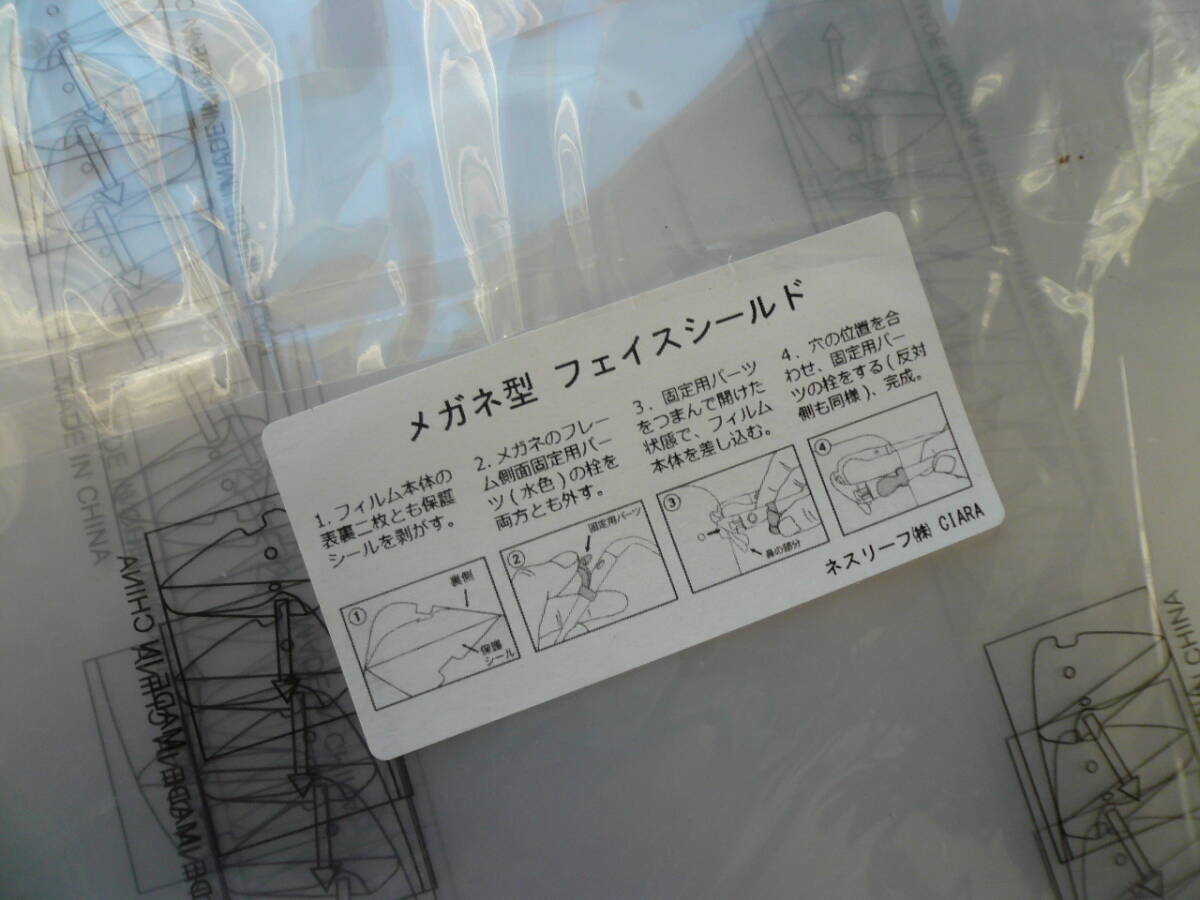 メガネ型 フェイスシールド
1. フィルム本体の
表裏二枚とも保護
シールを剥がす。
2. メガネのフレー
ム側面固定用パー
ツ(水色)の栓を
両方とも外す。
3. 固定用パーツ
をつまんで開けた
状態で、フィルム
本体を差し込む。
4. 穴の位置を合
わせ、固定用パー
ツの栓をする(反対
側も同様)、完成。
①
裏側
保護
シール
②
固定用パーツ
③
鼻の部分
④
ネスリーフ㈱ CIARA
MADE IN CHINA
MADE IN CHINA